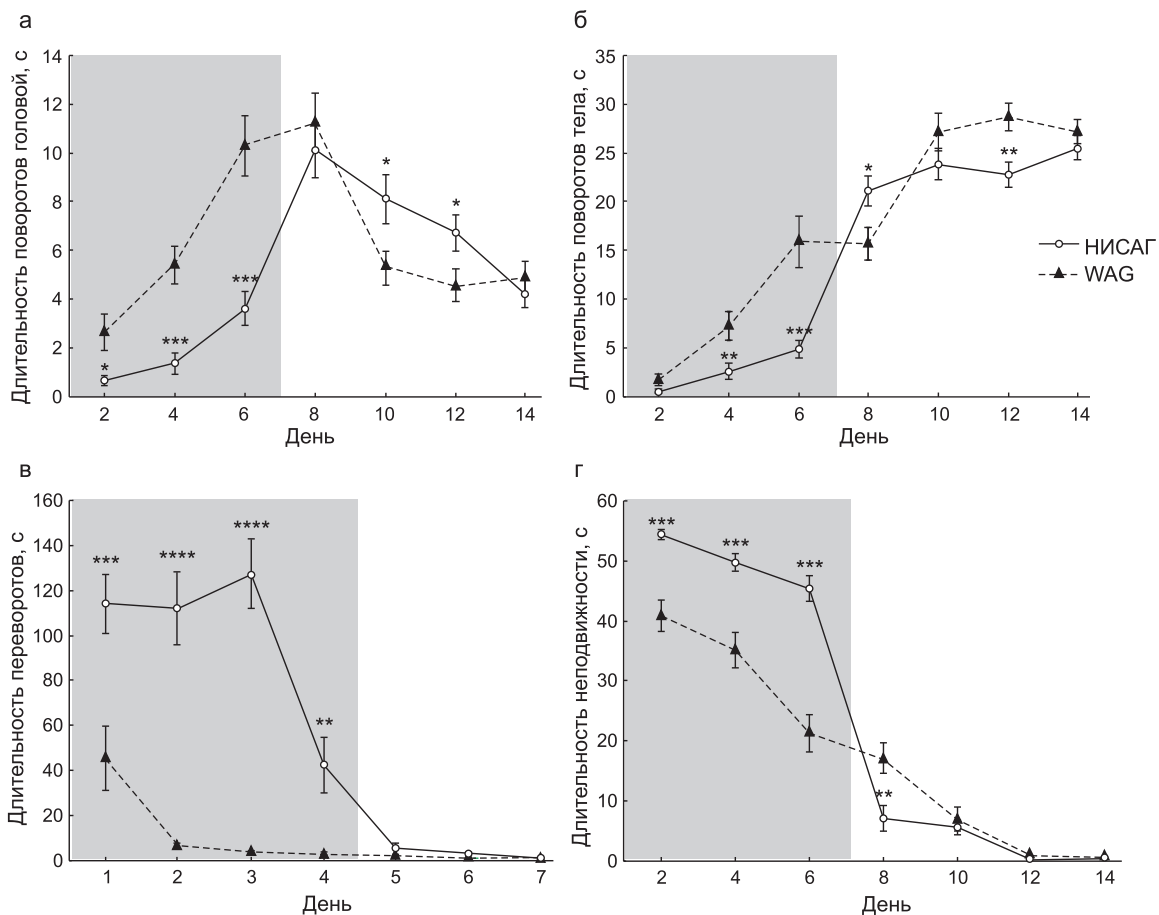 а
Длительность поворотов головой, с
14
12
10
8
6
4
2
0
*
***
***
*
*
2 4 6 8 10 12 14
День
б
Длительность поворотов тела, с
35
30
25
20
15
10
5
0
**
***
*
**
2 4 6 8 10 12 14
День
НИСАГ
WAG
в
Длительность переворотов, с
160
140
120
100
80
60
40
20
0
***
****
****
**
1 2 3 4 5 6 7
День
г
Длительность неподвижности, с
60
50
40
30
20
10
0
***
***
***
**
2 4 6 8 10 12 14
День